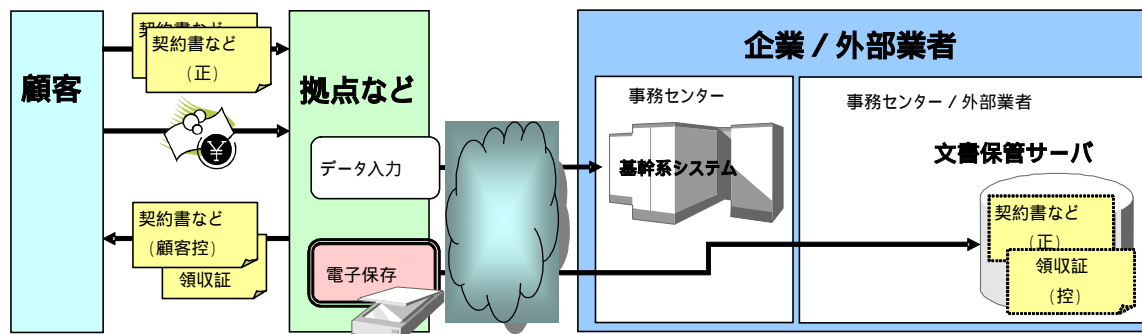 顧客
契約書など
契約書など
(正)
¥
契約書など
(顧客控)
領収証
拠点など
データ入力
電子保存
企業 / 外部業者
事務センター
基幹系システム
事務センター / 外部業者
文書保管サーバ
契約書など
(正)
領収証
(控)